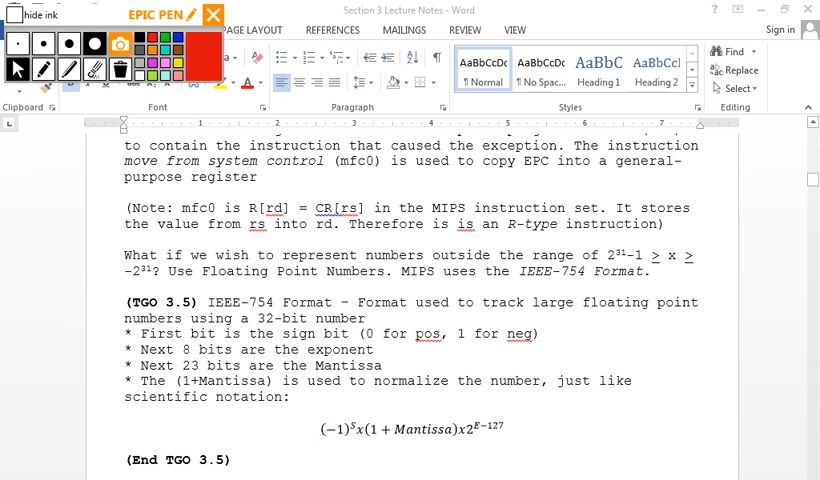 hide ink
EPIC PEN
Section 3 Lecture Notes - Word
Sign in
PAGE LAYOUT REFERENCES MAILINGS REVIEW VIEW
AaBbCcDc AaBbCcDc AaBbC AaBbCcI
¶ Normal ¶ No Spac... Heading 1 Heading 2
Find
Replace
Select
Clipboard Font Paragraph Styles Editing
1 2 3 4 5 6 7
to contain the instruction that caused the exception. The instruction
move from system control (mfc0) is used to copy EPC into a general-
purpose register
(Note: mfc0 is R[rd] = CR[rs] in the MIPS instruction set. It stores
the value from rs into rd. Therefore is is an R-type instruction)
What if we wish to represent numbers outside the range of 2³¹-1 > x >
-2³¹? Use Floating Point Numbers. MIPS uses the IEEE-754 Format.
(TGO 3.5) IEEE-754 Format – Format used to track large floating point
numbers using a 32-bit number
* First bit is the sign bit (0 for pos, 1 for neg)
* Next 8 bits are the exponent
* Next 23 bits are the Mantissa
* The (1+Mantissa) is used to normalize the number, just like
scientific notation:
(−1)ˢx(1 + Mantissa)x2ᴱ⁻¹²⁷
(End TGO 3.5)